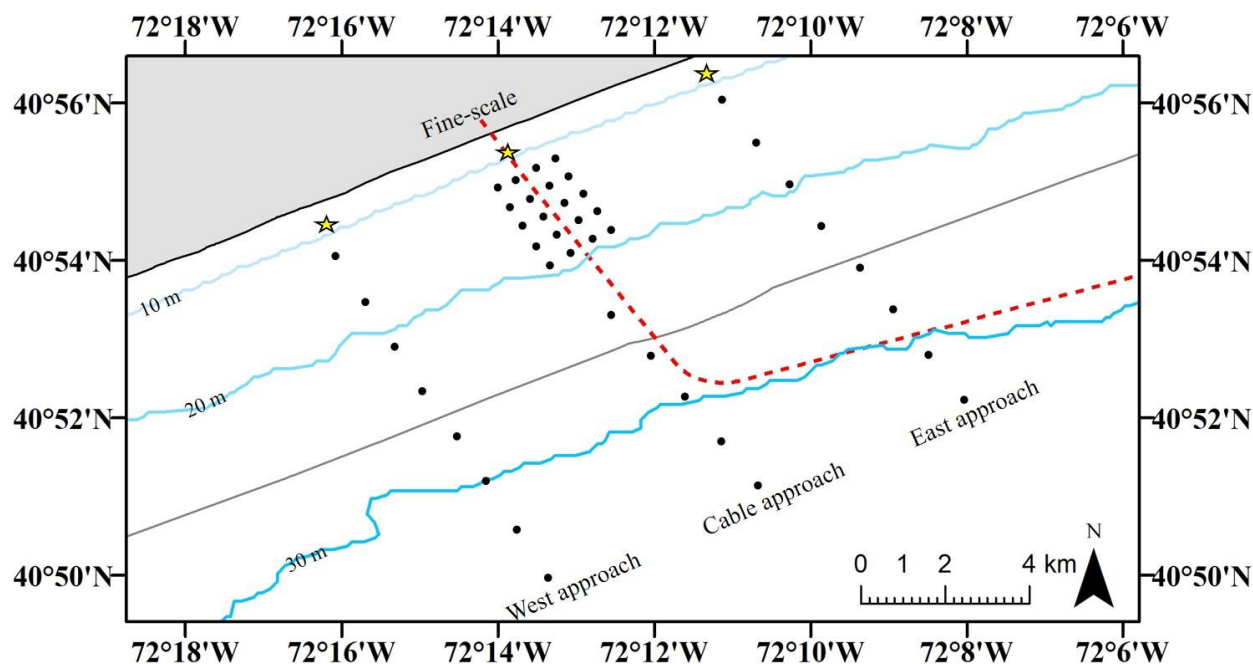 72°18'W 72°16'W 72°14'W 72°12'W 72°10'W 72°8'W 72°6'W
Fine-scale
40°56'N 40°56'N
40°54'N 40°54'N
10 m
20 m
40°52'N 40°52'N
East approach
Cable approach
30 m
N
0 1 2 4 km
40°50'N 40°50'N
West approach
72°18'W 72°16'W 72°14'W 72°12'W 72°10'W 72°8'W 72°6'W